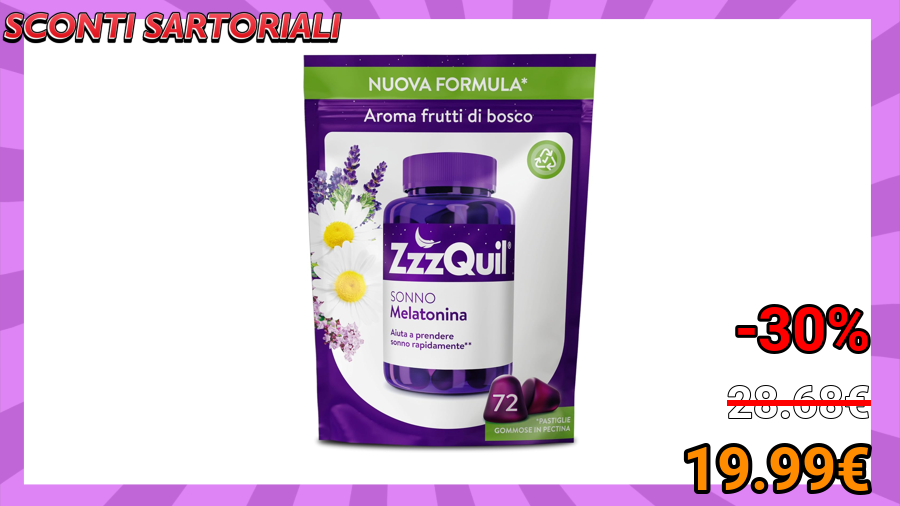 SCONTI SARTORIALI
NUOVA FORMULA*
Aroma frutti di bosco
ZzzQuil®
SONNO
Melatonina
Aiuta a prendere
sonno rapidamente**
72
*PASTIGLIE
GOMMOSE IN PECTINA
-30%
28.68€
19.99€